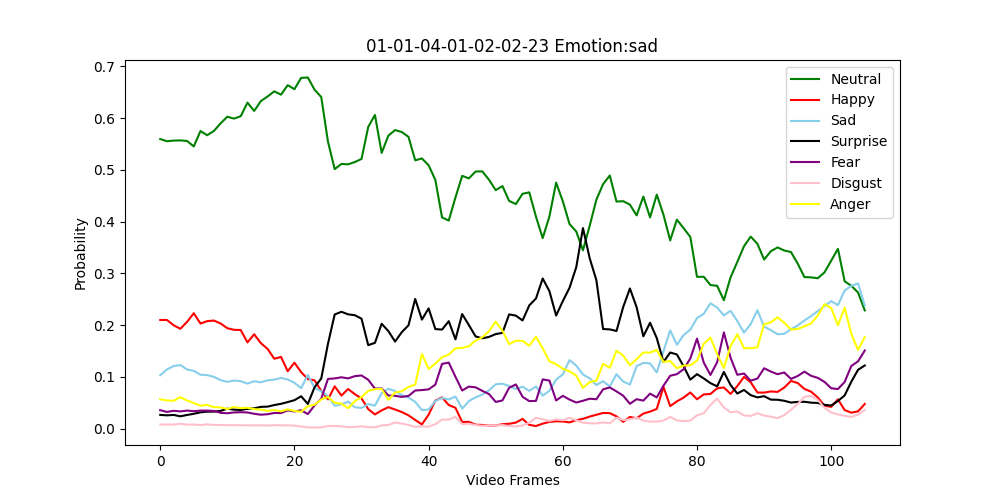 01-01-04-01-02-02-23 Emotion:sad
0.7
0.6
0.5
0.4
0.3
0.2
0.1
0.0
Probability
0
20
40
60
80
100
Video Frames
Neutral
Happy
Sad
Surprise
Fear
Disgust
Anger